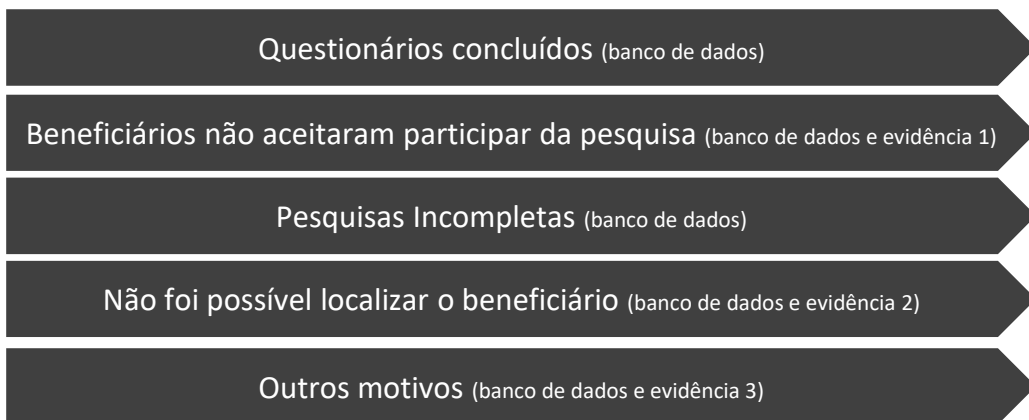 Questionários concluídos (banco de dados)
Beneficiários não aceitaram participar da pesquisa (banco de dados e evidência 1)
Pesquisas Incompletas (banco de dados)
Não foi possível localizar o beneficiário (banco de dados e evidência 2)
Outros motivos (banco de dados e evidência 3)